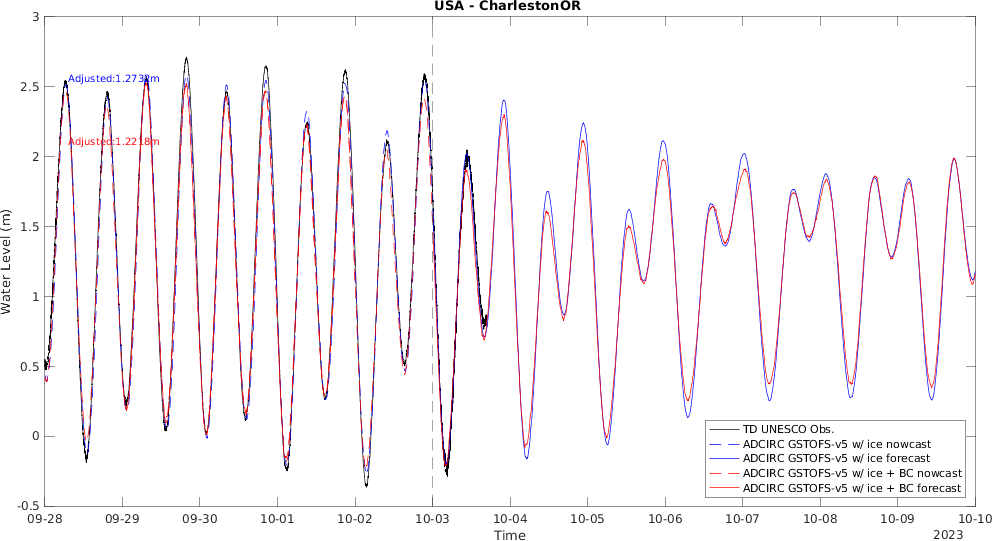 USA - CharlestonOR
3
2.5
2
1.5
1
0.5
0
-0.5
Water Level (m)
Adjusted:1.2732m
Adjusted:1.2218m
TD UNESCO Obs.
ADCIRC GSTOFS-v5 w/ ice nowcast
ADCIRC GSTOFS-v5 w/ ice forecast
ADCIRC GSTOFS-v5 w/ ice + BC nowcast
ADCIRC GSTOFS-v5 w/ ice + BC forecast
09-28 09-29 09-30 10-01 10-02 10-03 10-04 10-05 10-06 10-07 10-08 10-09 10-10
Time
2023